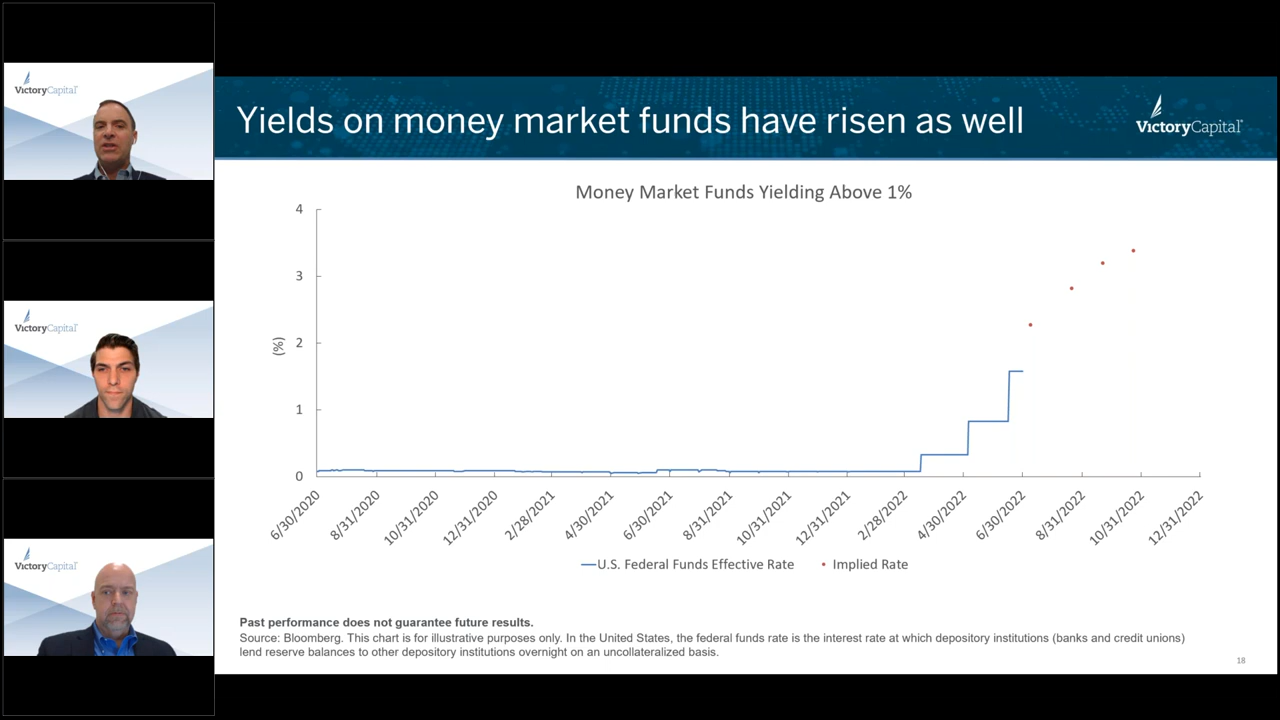 VictoryCapital
VictoryCapital
VictoryCapital
Yields on money market funds have risen as well
VictoryCapital
Money Market Funds Yielding Above 1%
4
3
2
1
0
(%)
6/30/2020
8/31/2020
10/31/2020
12/31/2020
2/28/2021
4/30/2021
6/30/2021
8/31/2021
10/31/2021
12/31/2021
2/28/2022
4/30/2022
6/30/2022
8/31/2022
10/31/2022
12/31/2022
U.S. Federal Funds Effective Rate
Implied Rate
Past performance does not guarantee future results.
Source: Bloomberg. This chart is for illustrative purposes only. In the United States, the federal funds rate is the interest rate at which depository institutions (banks and credit unions)
lend reserve balances to other depository institutions overnight on an uncollateralized basis.
18